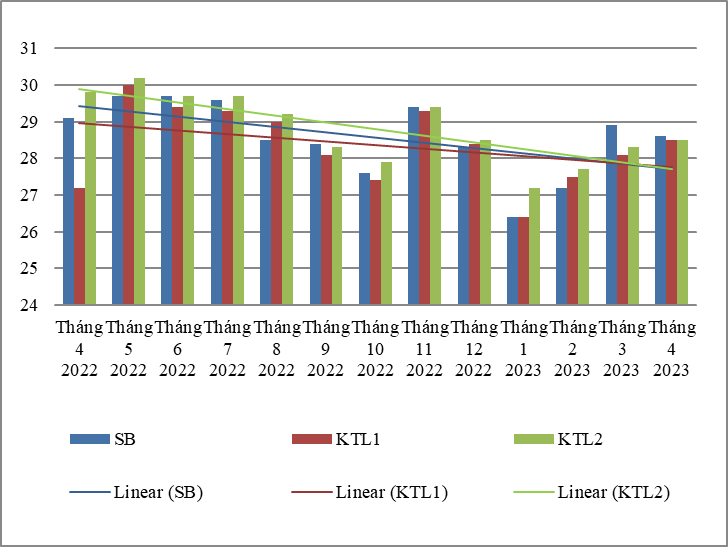 31
30
29
28
27
26
25
24
Tháng Tháng Tháng Tháng Tháng Tháng Tháng Tháng Tháng Tháng Tháng Tháng Tháng
4 5 6 7 8 9 10 11 12 1 2 3 4
2022 2022 2022 2022 2022 2022 2022 2022 2022 2023 2023 2023 2023
SB KTL1 KTL2
Linear (SB) Linear (KTL1) Linear (KTL2)